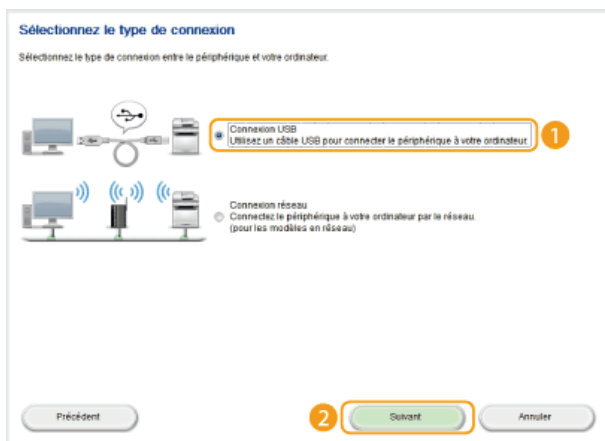 Sélectionnez le type de connexion
Sélectionnez le type de connexion entre le périphérique et votre ordinateur.
Connexion USB
Utilisez un câble USB pour connecter le périphérique à votre ordinateur.
1
Connexion réseau
Connectez le périphérique à votre ordinateur par le réseau.
(pour les modèles en réseau)
Précédent
2
Suivant
Annuler